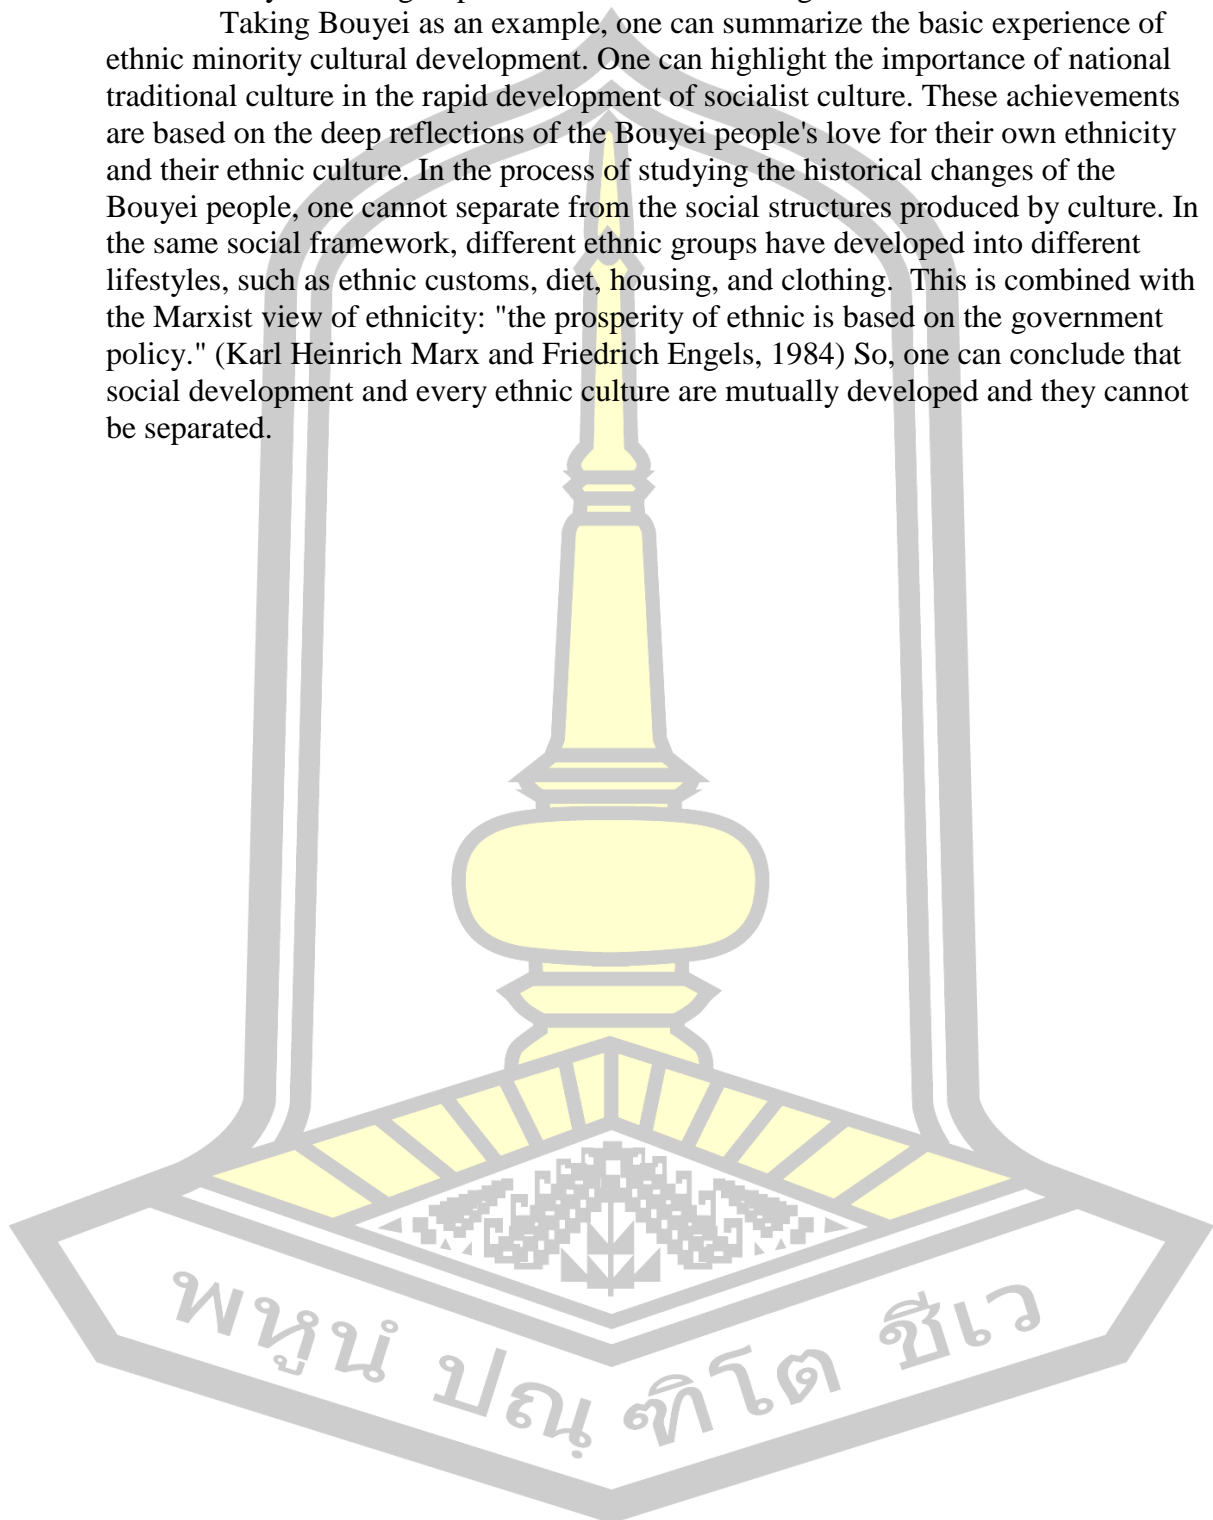 Taking Bouyei as an example, one can summarize the basic experience of
ethnic minority cultural development. One can highlight the importance of national
traditional culture in the rapid development of socialist culture. These achievements
are based on the deep reflections of the Bouyei people's love for their own ethnicity
and their ethnic culture. In the process of studying the historical changes of the
Bouyei people, one cannot separate from the social structures produced by culture. In
the same social framework, different ethnic groups have developed into different
lifestyles, such as ethnic customs, diet, housing, and clothing.  This is combined with
the Marxist view of ethnicity: "the prosperity of ethnic is based on the government
policy." (Karl Heinrich Marx and Friedrich Engels, 1984) So, one can conclude that
social development and every ethnic culture are mutually developed and they cannot
be separated.
พหูนํ ปณฺฑิโต ชีเว